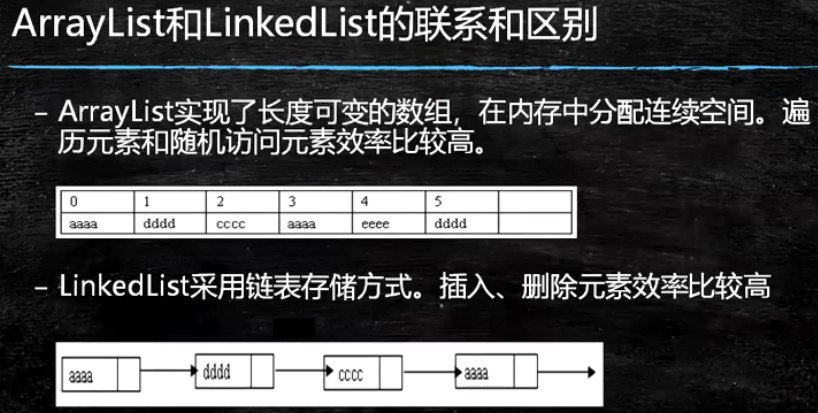 ArrayList和LinkedList的联系和区别
– ArrayList实现了长度可变的数组，在内存中分配连续空间。遍
历元素和随机访问元素效率比较高。
0 1 2 3 4 5
aaaa dddd cccc aaaa eeee dddd
– LinkedList采用链表存储方式。插入、删除元素效率比较高
aaaa dddd cccc aaaa